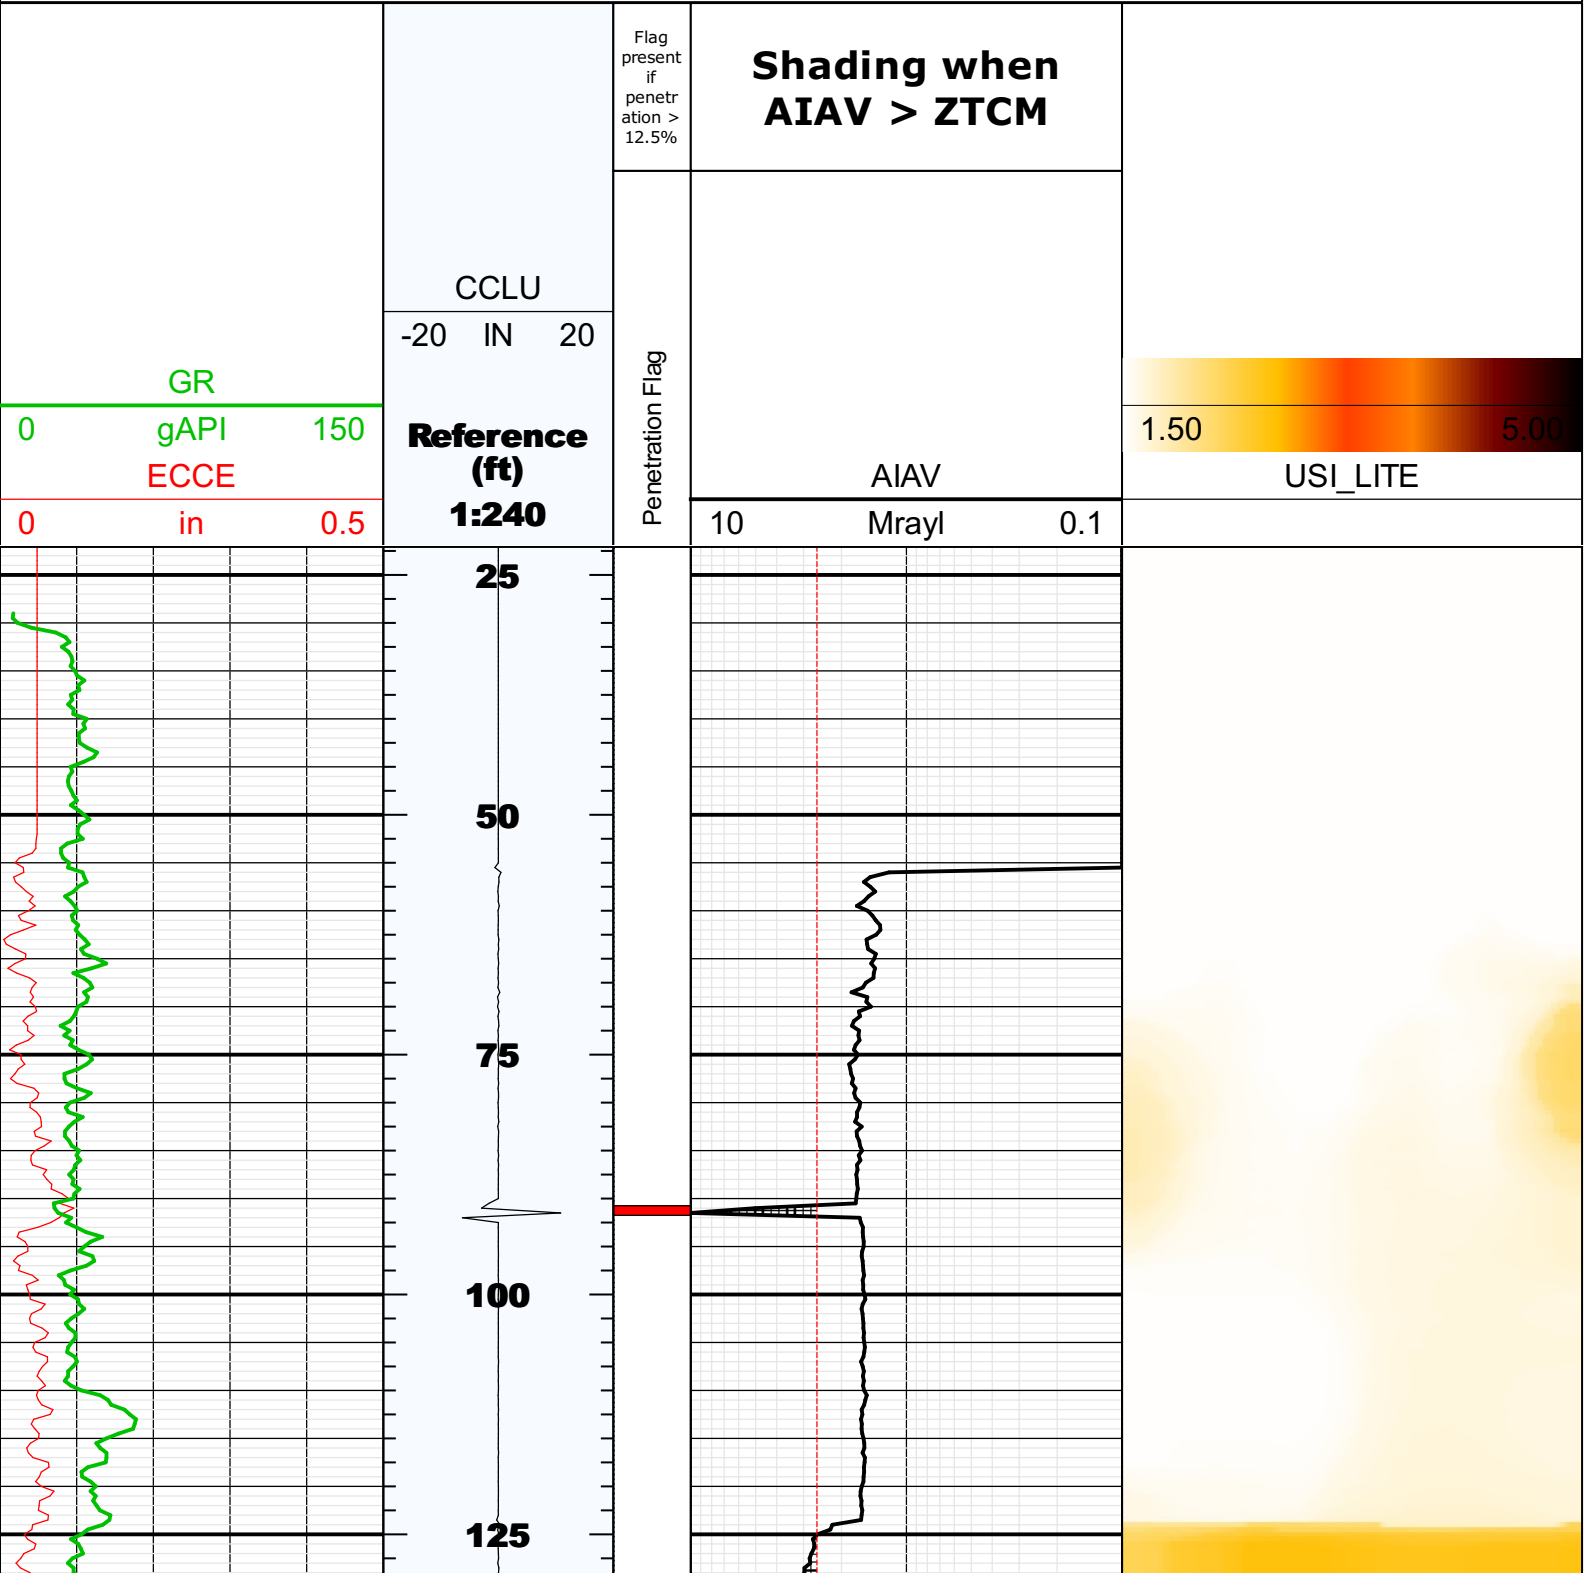 Flag
present
if
penetr
ation >
12.5%
Shading when
AIAV > ZTCM
CCLU
-20 IN 20
GR
0 gAPI 150
ECCE
0 in 0.5
Reference
(ft)
1:240
Penetration Flag
AIAV
10 Mrayl 0.1
1.50 5.00
USI_LITE
25
50
75
100
125